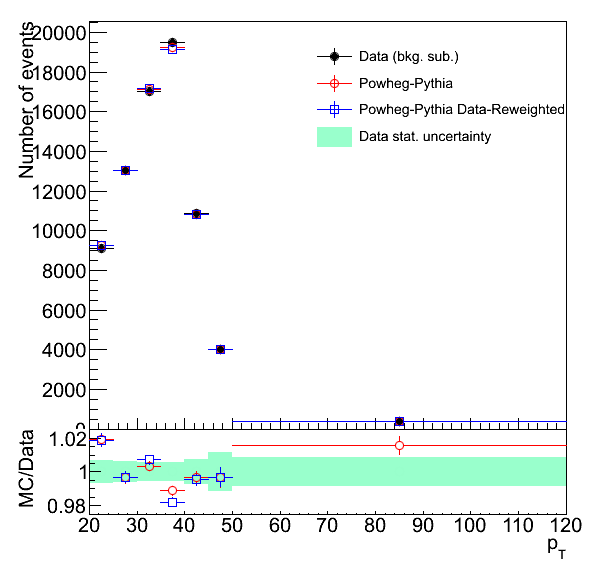 Number of events
20000
18000
16000
14000
12000
10000
8000
6000
4000
2000
0
Data (bkg. sub.)
Powheg-Pythia
Powheg-Pythia Data-Reweighted
Data stat. uncertainty
MC/Data
1.02
1
0.98
20 30 40 50 60 70 80 90 100 110 120
p_T